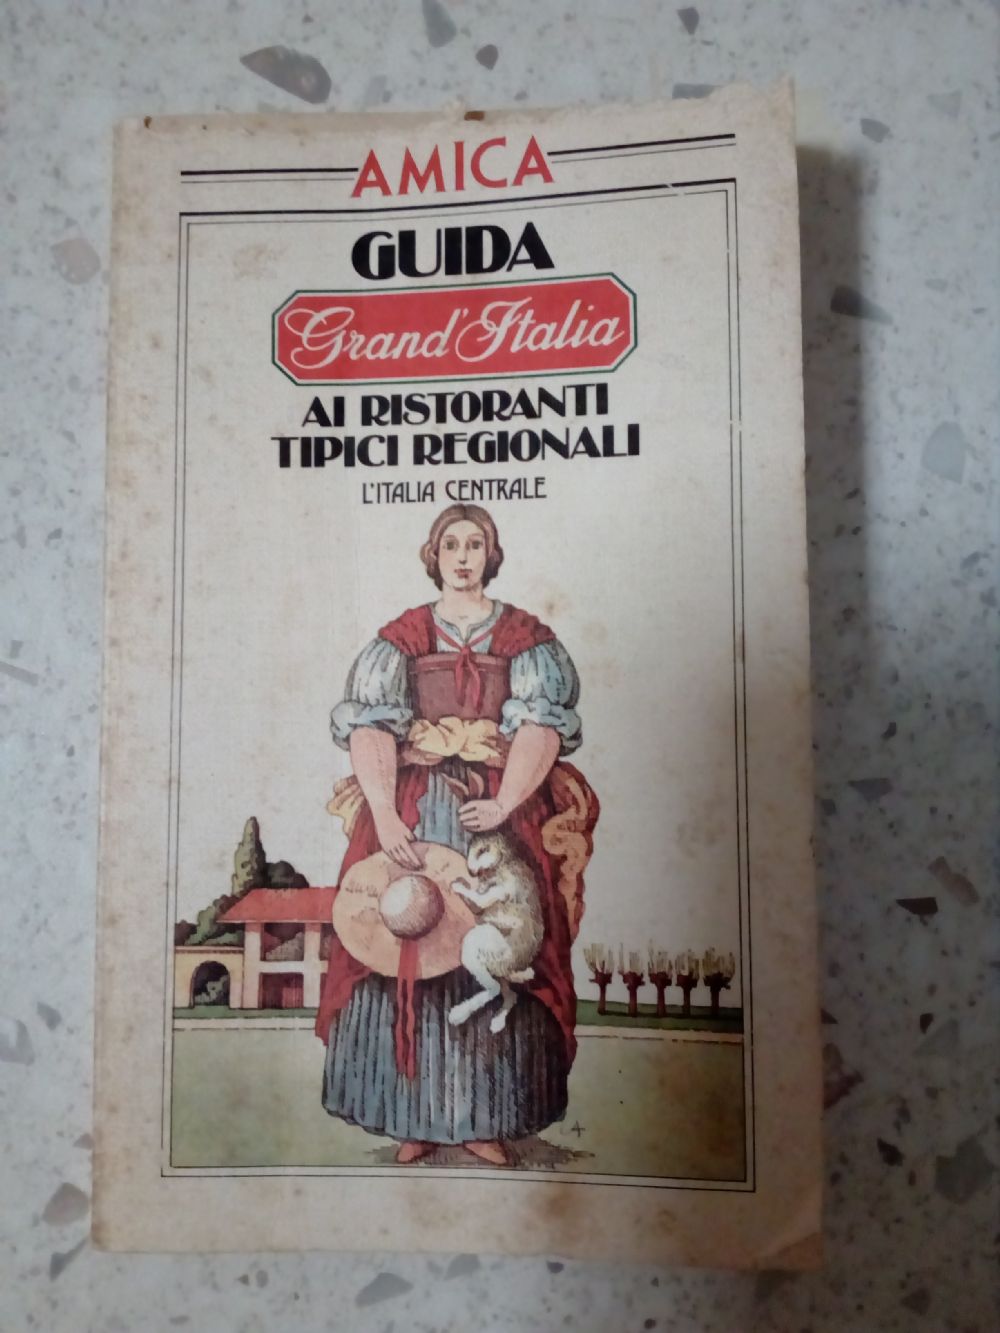 AMICA
GUIDA
Grand'Italia
AI RISTORANTI
TIPICI REGIONALI
L'ITALIA CENTRALE